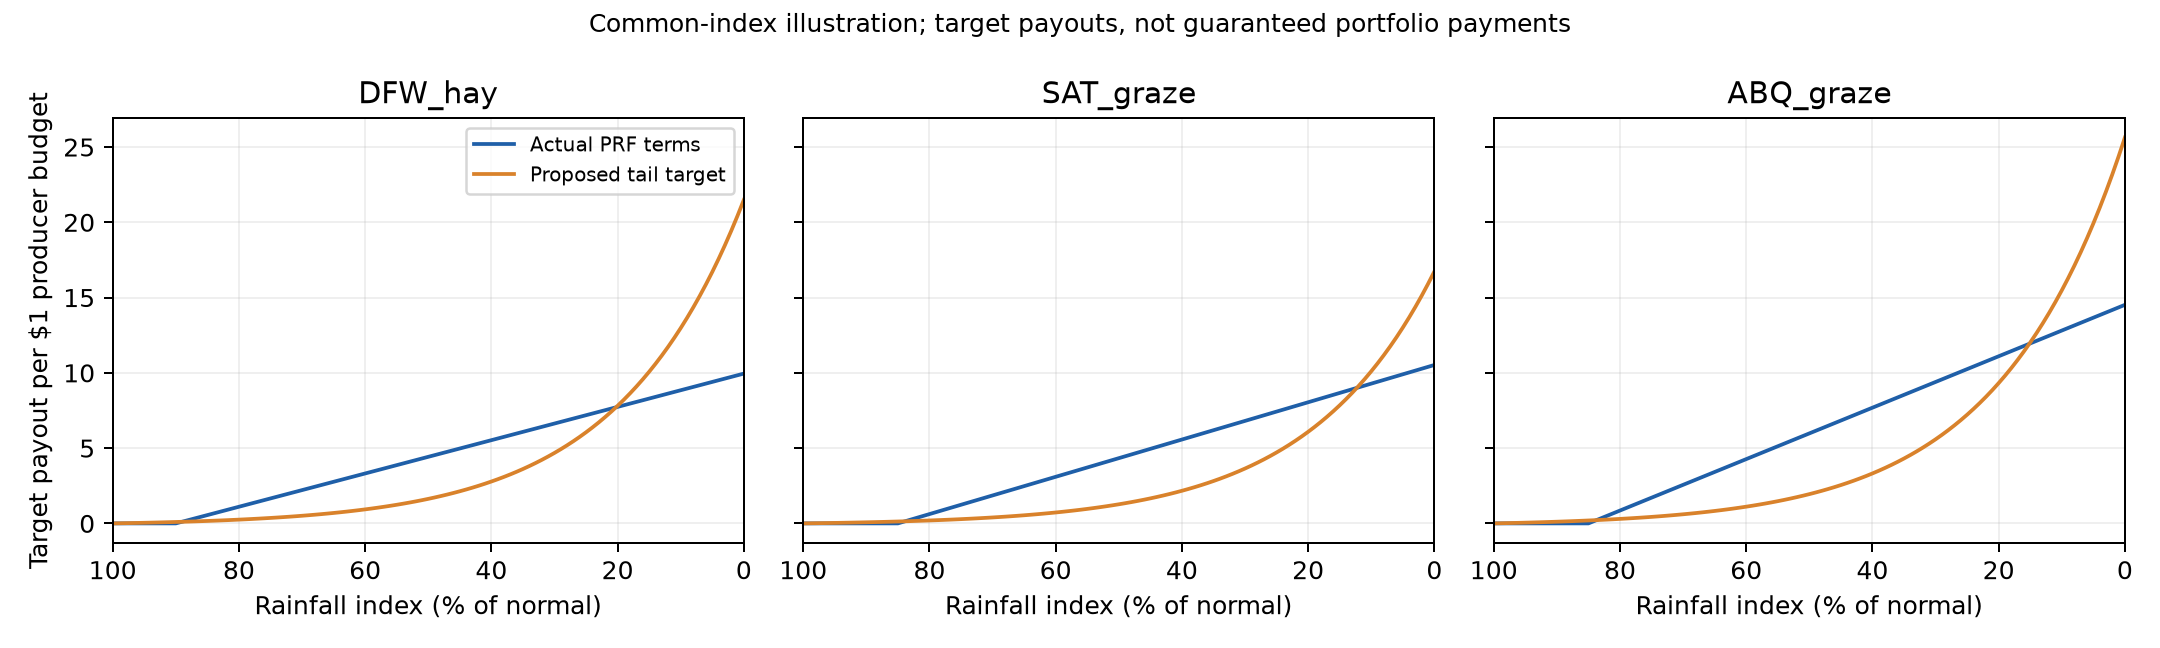 Common-index illustration; target payouts, not guaranteed portfolio payments
DFW_hay
SAT_graze
ABQ_graze
Target payout per $1 producer budget
25
20
15
10
5
0
Actual PRF terms
Proposed tail target
100 80 60 40 20 0
100 80 60 40 20 0
100 80 60 40 20 0
Rainfall index (% of normal)
Rainfall index (% of normal)
Rainfall index (% of normal)